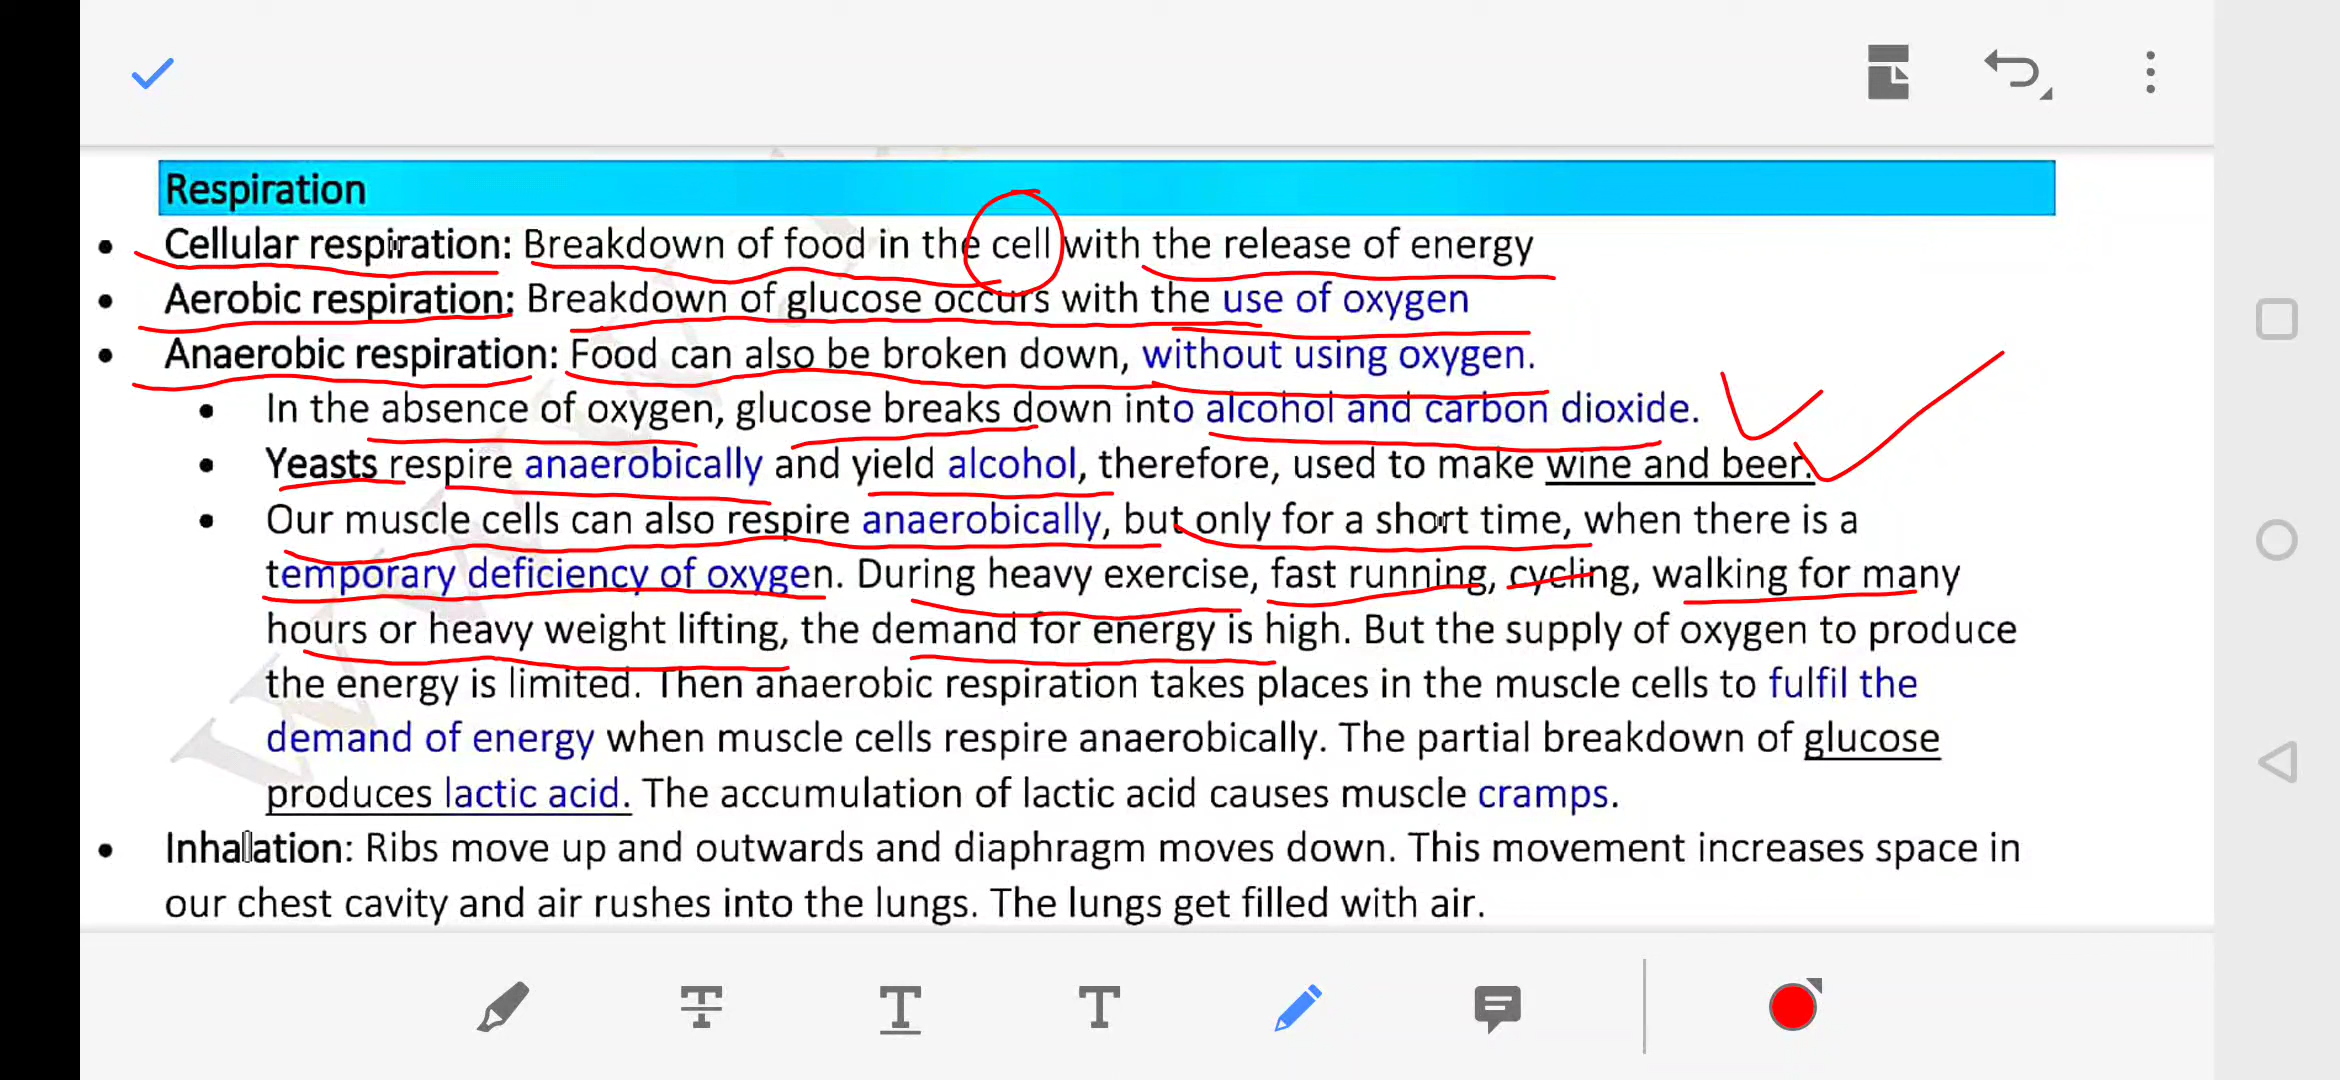 Respiration
• Cellular respiration: Breakdown of food in the cell with the release of energy
• Aerobic respiration: Breakdown of glucose occurs with the use of oxygen
• Anaerobic respiration: Food can also be broken down, without using oxygen.
• In the absence of oxygen, glucose breaks down into alcohol and carbon dioxide.
• Yeasts respire anaerobically and yield alcohol, therefore, used to make wine and beer.
• Our muscle cells can also respire anaerobically, but only for a short time, when there is a
temporary deficiency of oxygen. During heavy exercise, fast running, cycling, walking for many
hours or heavy weight lifting, the demand for energy is high. But the supply of oxygen to produce
the energy is limited. Then anaerobic respiration takes places in the muscle cells to fulfil the
demand of energy when muscle cells respire anaerobically. The partial breakdown of glucose
produces lactic acid. The accumulation of lactic acid causes muscle cramps.
• Inhalation: Ribs move up and outwards and diaphragm moves down. This movement increases space in
our chest cavity and air rushes into the lungs. The lungs get filled with air.